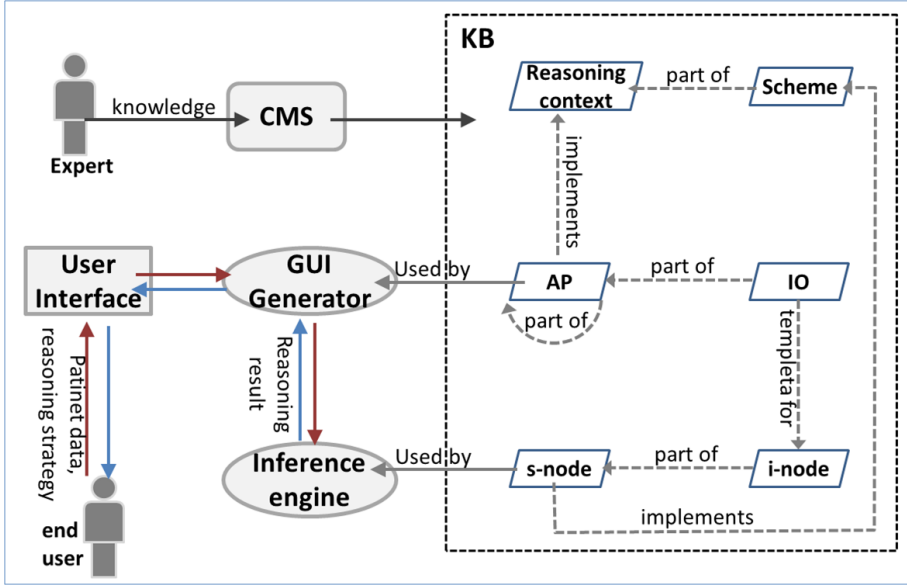 KB
Reasoning
context
part of
Scheme
knowledge
CMS
Expert
implements
User
Interface
GUI
Generator
Used by
AP
part of
IO
part of
templeta for
Patinet data,
reasoning strategy
Reasoning
result
Inference
engine
Used by
s-node
part of
i-node
implements
end
user